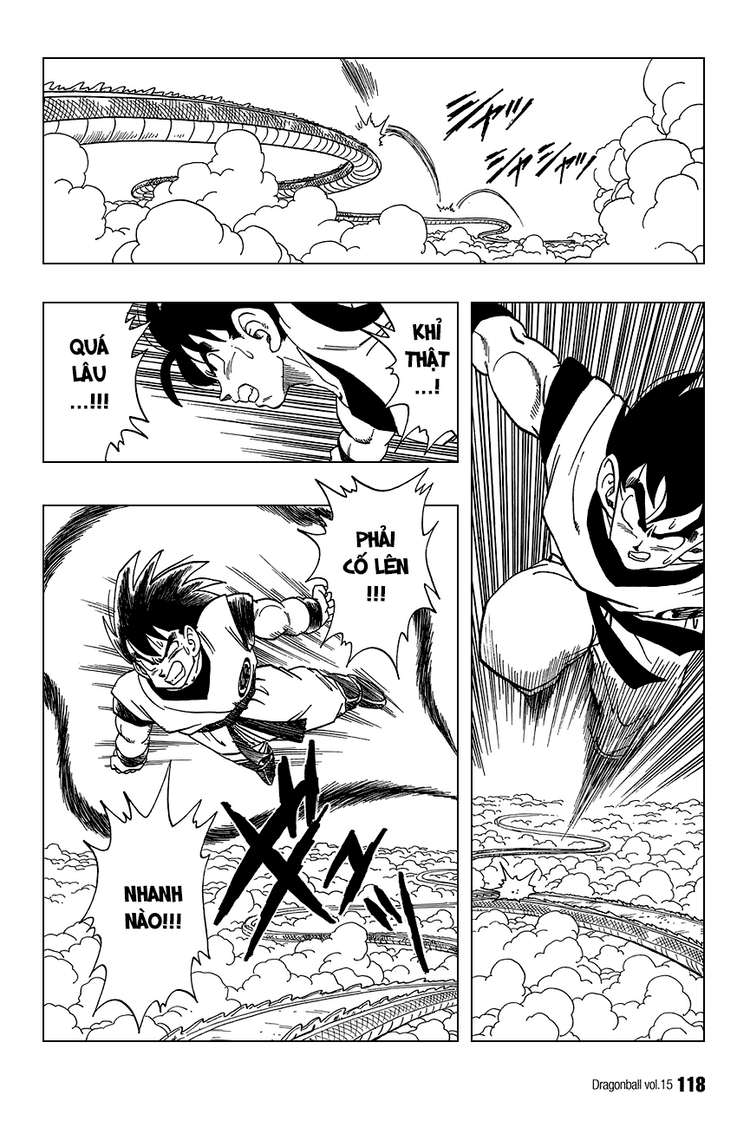 シャッ
シャシャッ
KHỈ
THẬT
...!
QUÁ
LÂU
...!!!
PHẢI
CỐ LÊN
!!!
NHANH
NÀO!!!
Dragonball vol.15 118